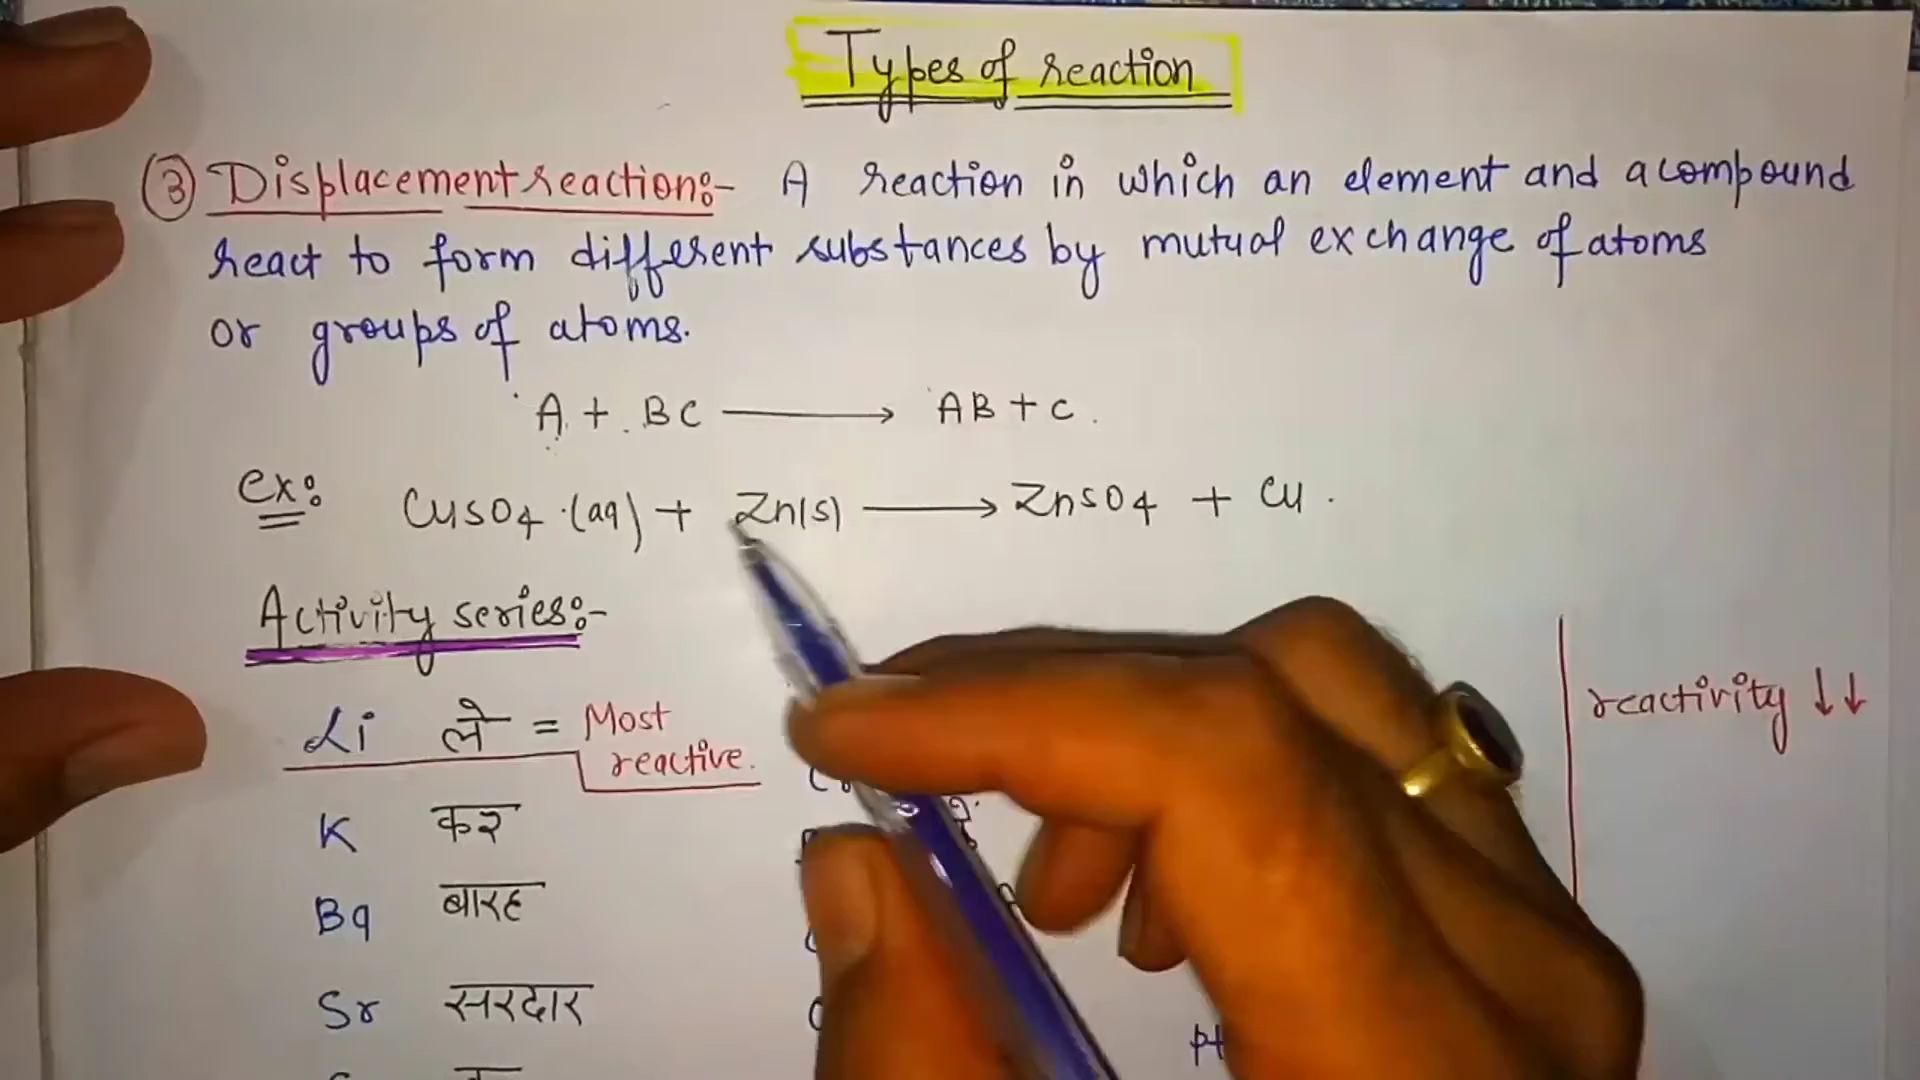 Types of reaction
③ Displacement reaction:- A reaction in which an element and a compound
react to form different substances by mutual exchange of atoms
or groups of atoms.
A + BC ⟶ AB + C.
ex: CuSO4 (aq) + Zn(s) ⟶ ZnSO4 + Cu.
Activity series:-
Li ले = Most reactive.
K कर
Ba बारह
Sr सरदार
reactivity ↓↓
Pt